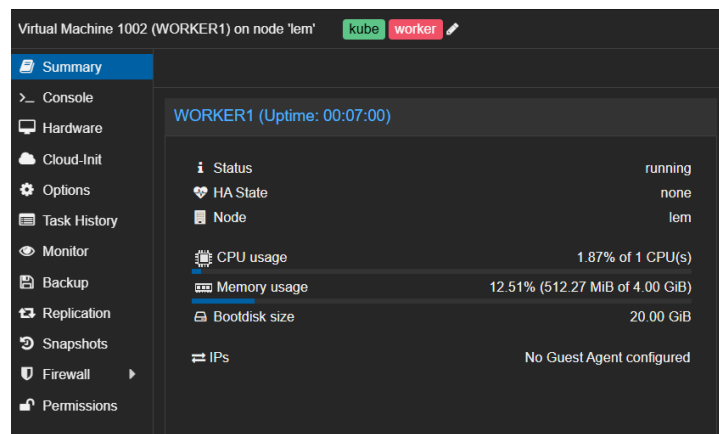 Virtual Machine 1002 (WORKER1) on node 'lem' kube worker
Summary
>_ Console
Hardware
Cloud-Init
Options
Task History
Monitor
Backup
Replication
Snapshots
Firewall
Permissions
WORKER1 (Uptime: 00:07:00)
Status running
HA State none
Node lem
CPU usage 1.87% of 1 CPU(s)
Memory usage 12.51% (512.27 MiB of 4.00 GiB)
Bootdisk size 20.00 GiB
IPs No Guest Agent configured